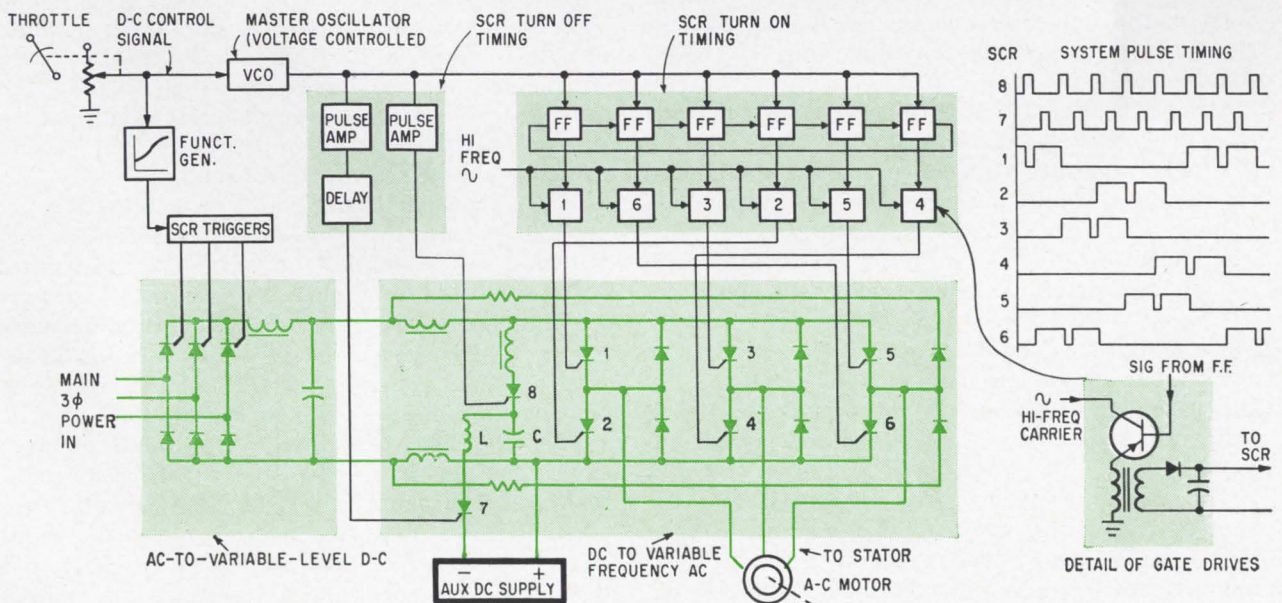 THROTTLE
D-C CONTROL
SIGNAL
MASTER OSCILLATOR
(VOLTAGE CONTROLLED
SCR TURN OFF
TIMING
SCR TURN ON
TIMING
SCR
SYSTEM PULSE TIMING
VCO
PULSE
AMP
PULSE
AMP
DELAY
FUNCT.
GEN.
SCR TRIGGERS
HI
FREQ
FF
FF
FF
FF
FF
FF
1
6
3
2
5
4
8
7
1
2
3
4
5
6
MAIN
3ϕ
POWER
IN
8
L
C
7
1
2
3
4
5
6
SIG FROM F.F.
HI-FREQ
CARRIER
TO
SCR
AC-TO-VARIABLE-LEVEL D-C
− +
AUX DC SUPPLY
DC TO VARIABLE
FREQUENCY AC
TO STATOR
A-C MOTOR
DETAIL OF GATE DRIVES